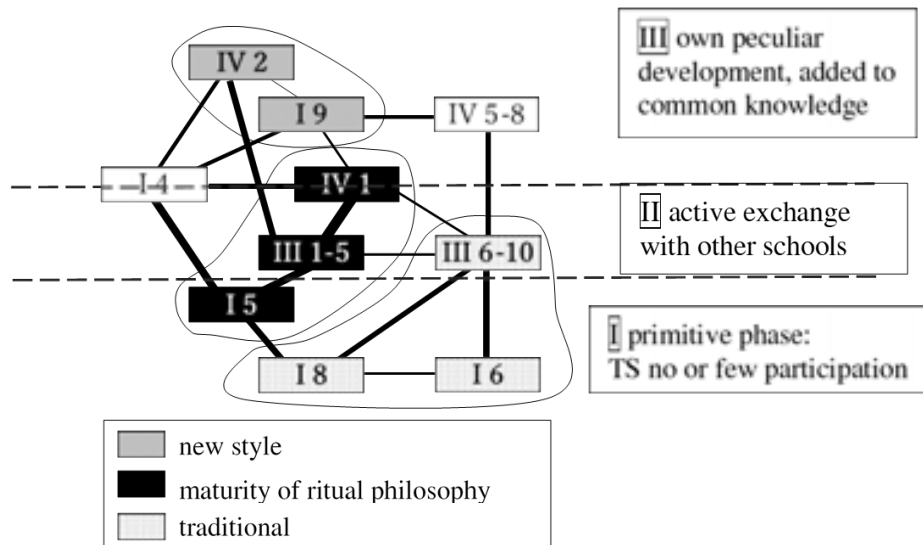 IV 2
I 9
IV 5-8
I 4
IV 1
III 1-5
III 6-10
I 5
I 8
I 6
III own peculiar
development, added to
common knowledge
II active exchange
with other schools
I primitive phase:
TS no or few participation
new style
maturity of ritual philosophy
traditional